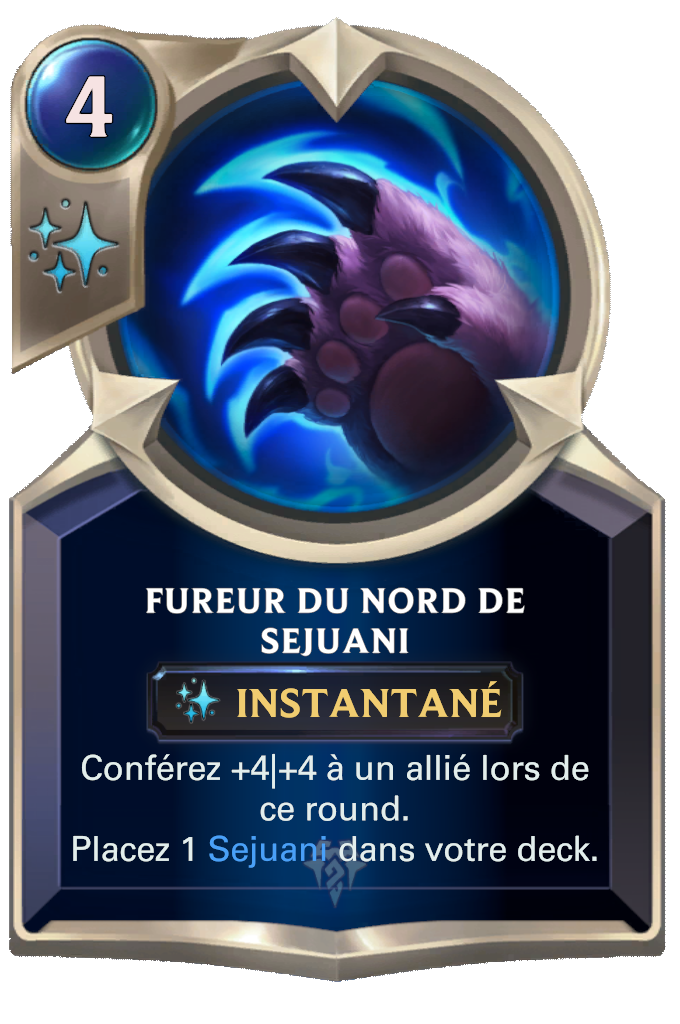 4
FUREUR DU NORD DE
SEJUANI
INSTANTANÉ
Conférez +4|+4 à un allié lors de
ce round.
Placez 1 Sejuani dans votre deck.